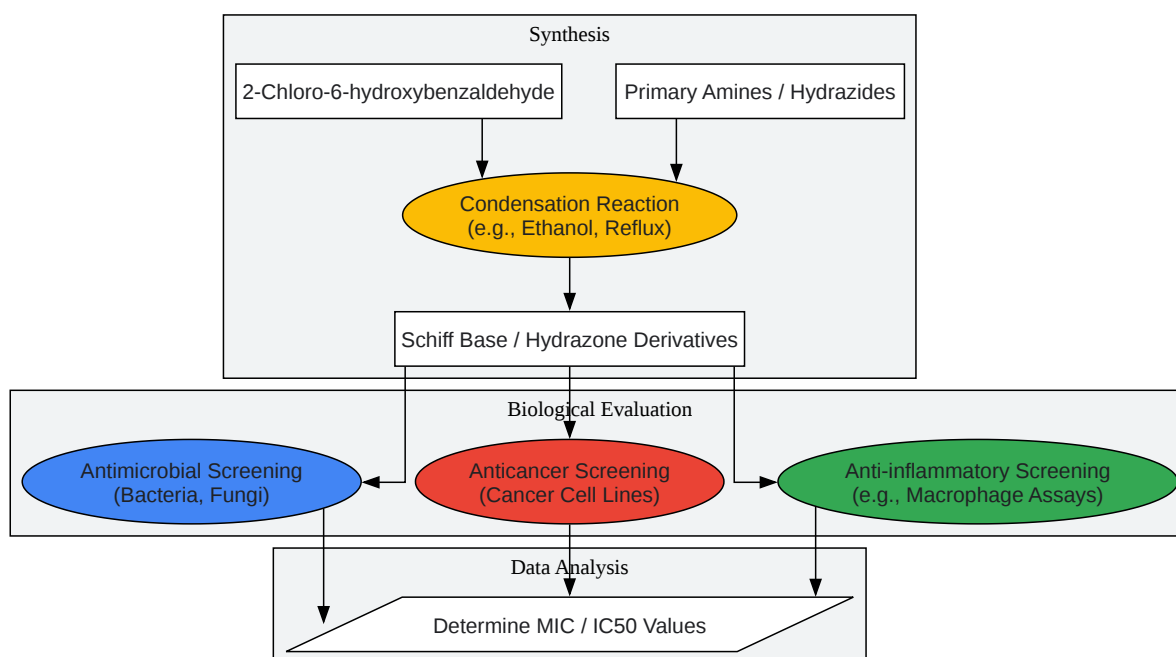 Synthesis
2-Chloro-6-hydroxybenzaldehyde
Primary Amines / Hydrazides
Condensation Reaction
(e.g., Ethanol, Reflux)
Schiff Base / Hydrazone Derivatives
Biological Evaluation
Antimicrobial Screening
(Bacteria, Fungi)
Anticancer Screening
(Cancer Cell Lines)
Anti-inflammatory Screening
(e.g., Macrophage Assays)
Data Analysis
Determine MIC / IC50 Values